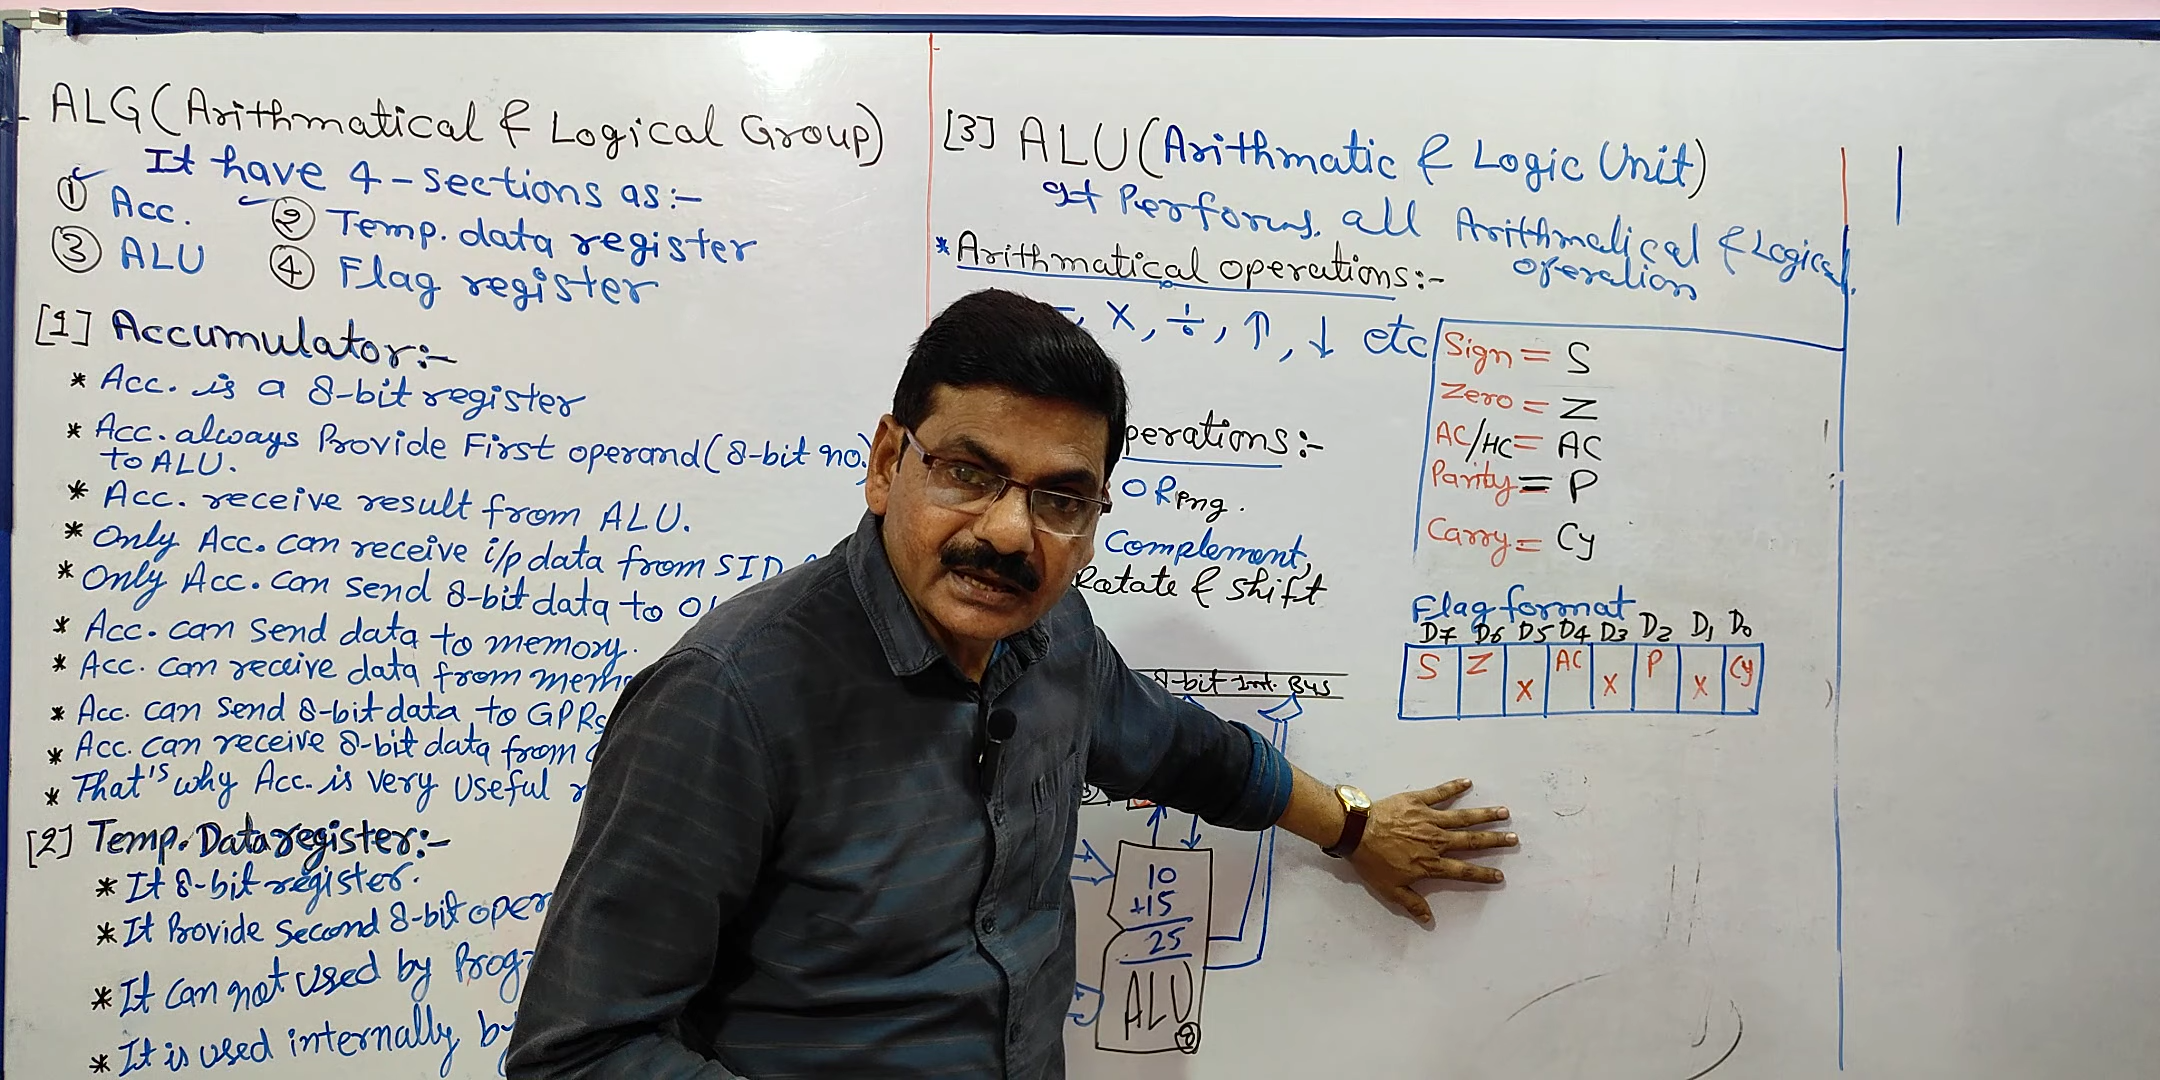 ALG (Arithmatical & Logical Group)
It have 4-sections as:-
① Acc. ② Temp. data register
③ ALU ④ Flag register
[1] Accumulator:-
* Acc. is a 8-bit register
* Acc. always Provide First operand (8-bit no.)
to ALU.
* Acc. receive result from ALU.
* Only Acc. can receive i/p data from SID
* Only Acc. can send 8-bit data to
* Acc. can send data to memory.
* Acc. can receive data from
* Acc. can send 8-bit data to GPRs
* Acc. can receive 8-bit data from
* That's why Acc. is very useful
[2] Temp. Data register:-
* It 8-bit register.
* It Provide second 8-bit
* It can not used by
* It is used internally
[3] ALU (Arithmatic & Logic Unit)
It Performs all Arithmatical & Logical
operation
* Arithmatical operations:-
x, ÷, ↑, ↓ etc
perations:-
ORing.
Complement,
Rotate & shift
Sign = S
Zero = Z
AC/HC = AC
Parity = P
Carry = Cy
Flag format
D7 D6 D5 D4 D3 D2 D1 D0
S Z X AC X P X Cy
8-bit Int. Bus
10
+15
25
ALU